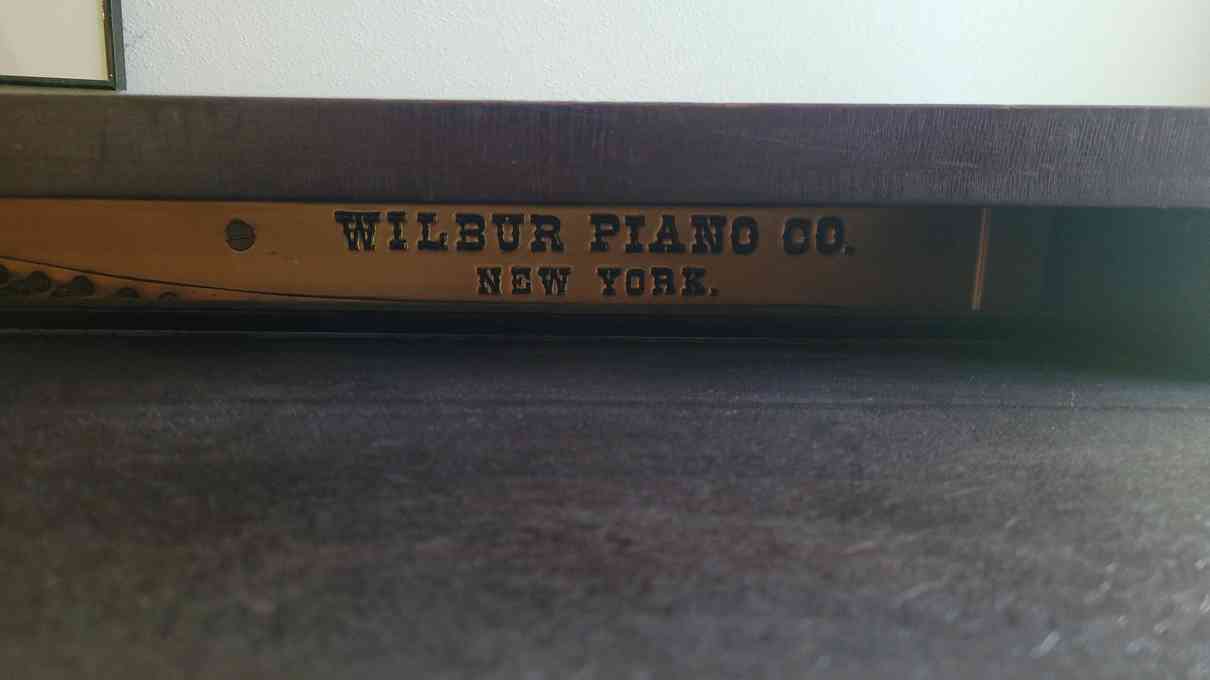 WILBUR PIANO CO.
NEW YORK.